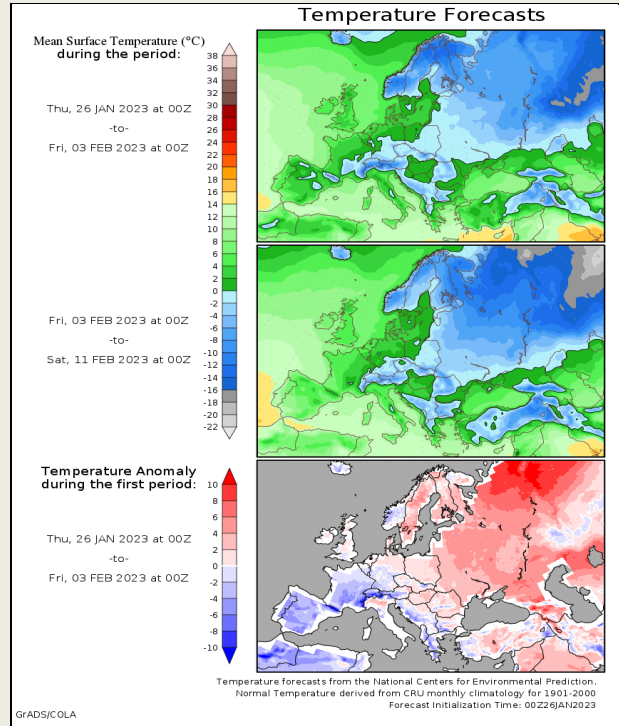 Temperature Forecasts
Mean Surface Temperature (°C)
during the period:
Thu, 26 JAN 2023 at 00Z
-to-
Fri, 03 FEB 2023 at 00Z
38
36
34
32
30
28
26
24
22
20
18
16
14
12
10
8
6
4
2
0
-2
-4
-6
-8
-10
-12
-14
-16
-18
-20
-22
Fri, 03 FEB 2023 at 00Z
-to-
Sat, 11 FEB 2023 at 00Z
Temperature Anomaly
during the first period:
Thu, 26 JAN 2023 at 00Z
-to-
Fri, 03 FEB 2023 at 00Z
10
8
6
4
2
0
-2
-4
-6
-8
-10
Temperature forecasts from the National Centers for Environmental Prediction.
Normal Temperature derived from CRU monthly climatology for 1901-2000
Forecast Initialization Time: 00Z26JAN2023
GrADS/COLA